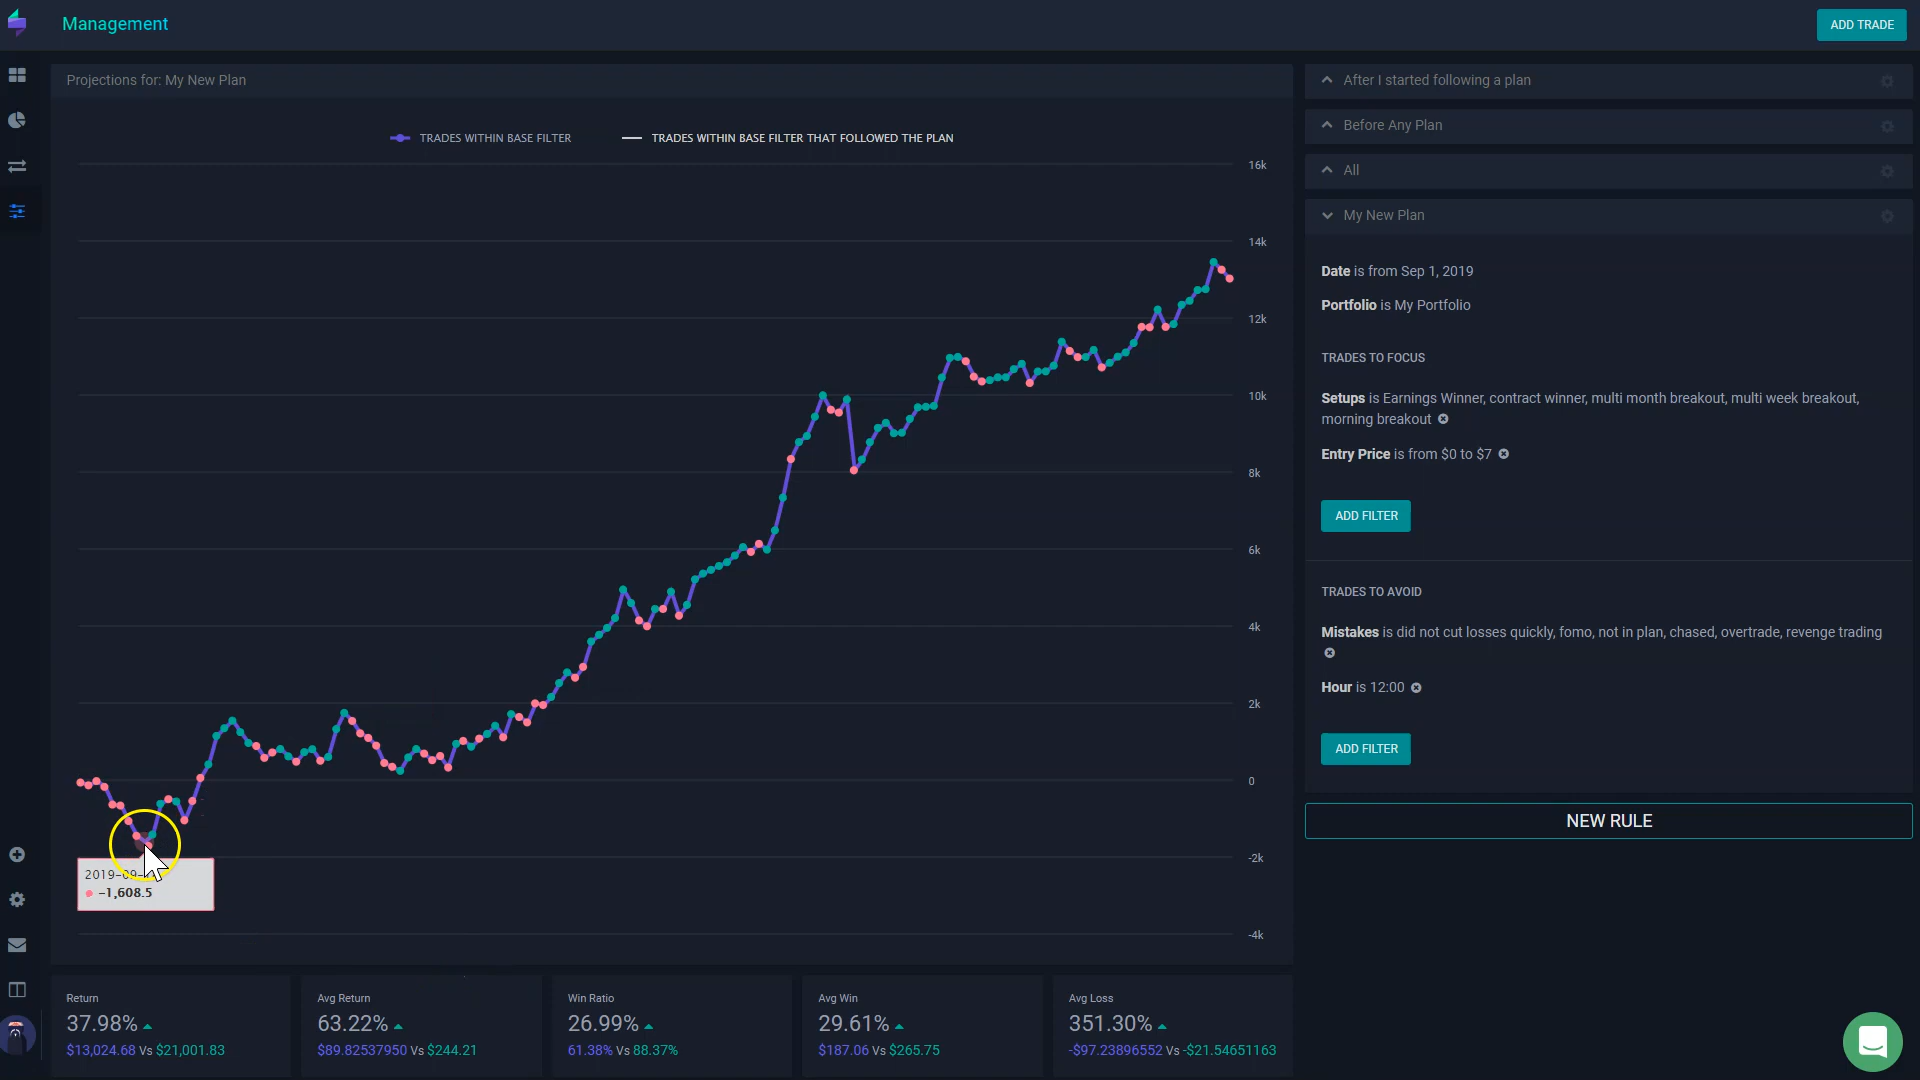 Management
ADD TRADE
Projections for: My New Plan
TRADES WITHIN BASE FILTER
TRADES WITHIN BASE FILTER THAT FOLLOWED THE PLAN
16k
14k
12k
10k
8k
6k
4k
2k
0
-2k
-4k
2019-09-
-1,608.5
Return
37.98%
$13,024.68 Vs $21,001.83
Avg Return
63.22%
$89.82537950 Vs $244.21
Win Ratio
26.99%
61.38% Vs 88.37%
Avg Win
29.61%
$187.06 Vs $265.75
Avg Loss
351.30%
-$97.23896552 Vs -$21.54651163
After I started following a plan
Before Any Plan
All
My New Plan
Date is from Sep 1, 2019
Portfolio is My Portfolio
TRADES TO FOCUS
Setups is Earnings Winner, contract winner, multi month breakout, multi week breakout,
morning breakout
Entry Price is from $0 to $7
ADD FILTER
TRADES TO AVOID
Mistakes is did not cut losses quickly, fomo, not in plan, chased, overtrade, revenge trading
Hour is 12:00
ADD FILTER
NEW RULE